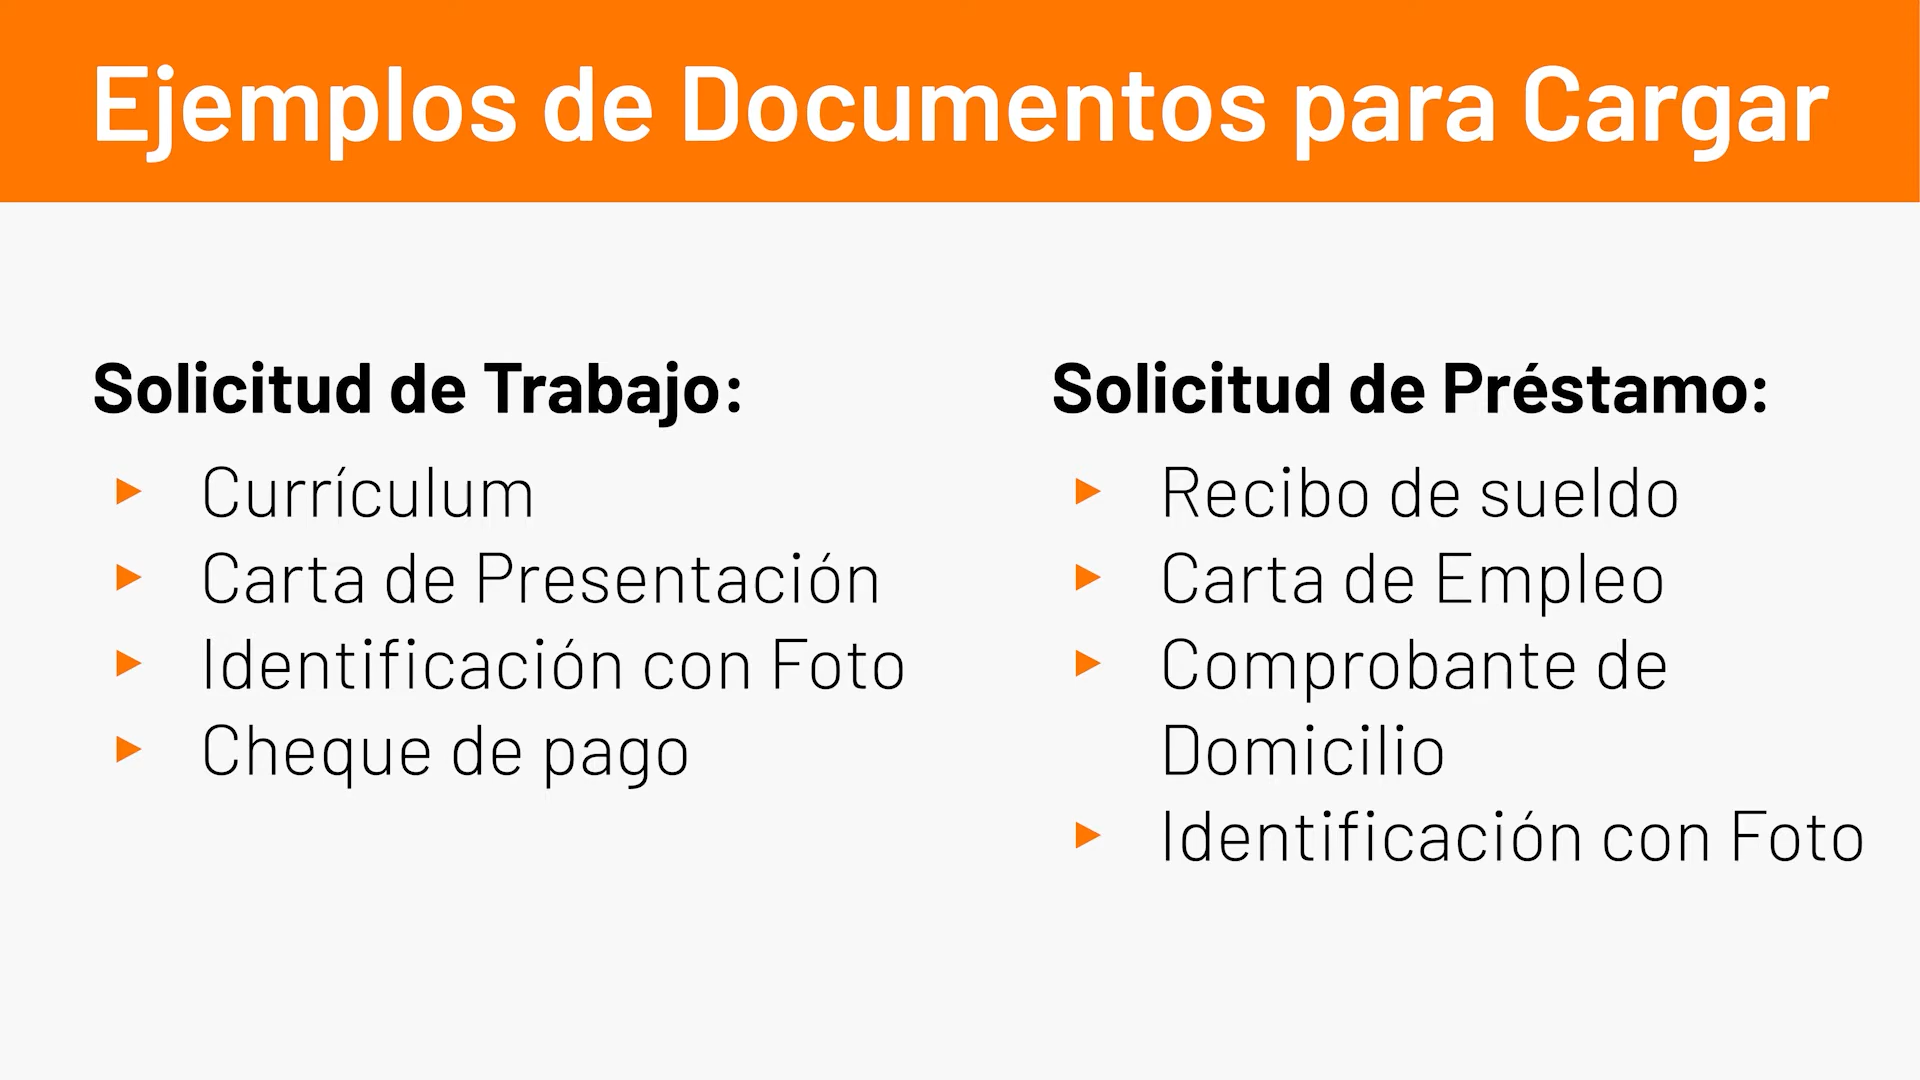 Ejemplos de Documentos para Cargar
Solicitud de Trabajo:
Currículum
Carta de Presentación
Identificación con Foto
Cheque de pago
Solicitud de Préstamo:
Recibo de sueldo
Carta de Empleo
Comprobante de
Domicilio
Identificación con Foto